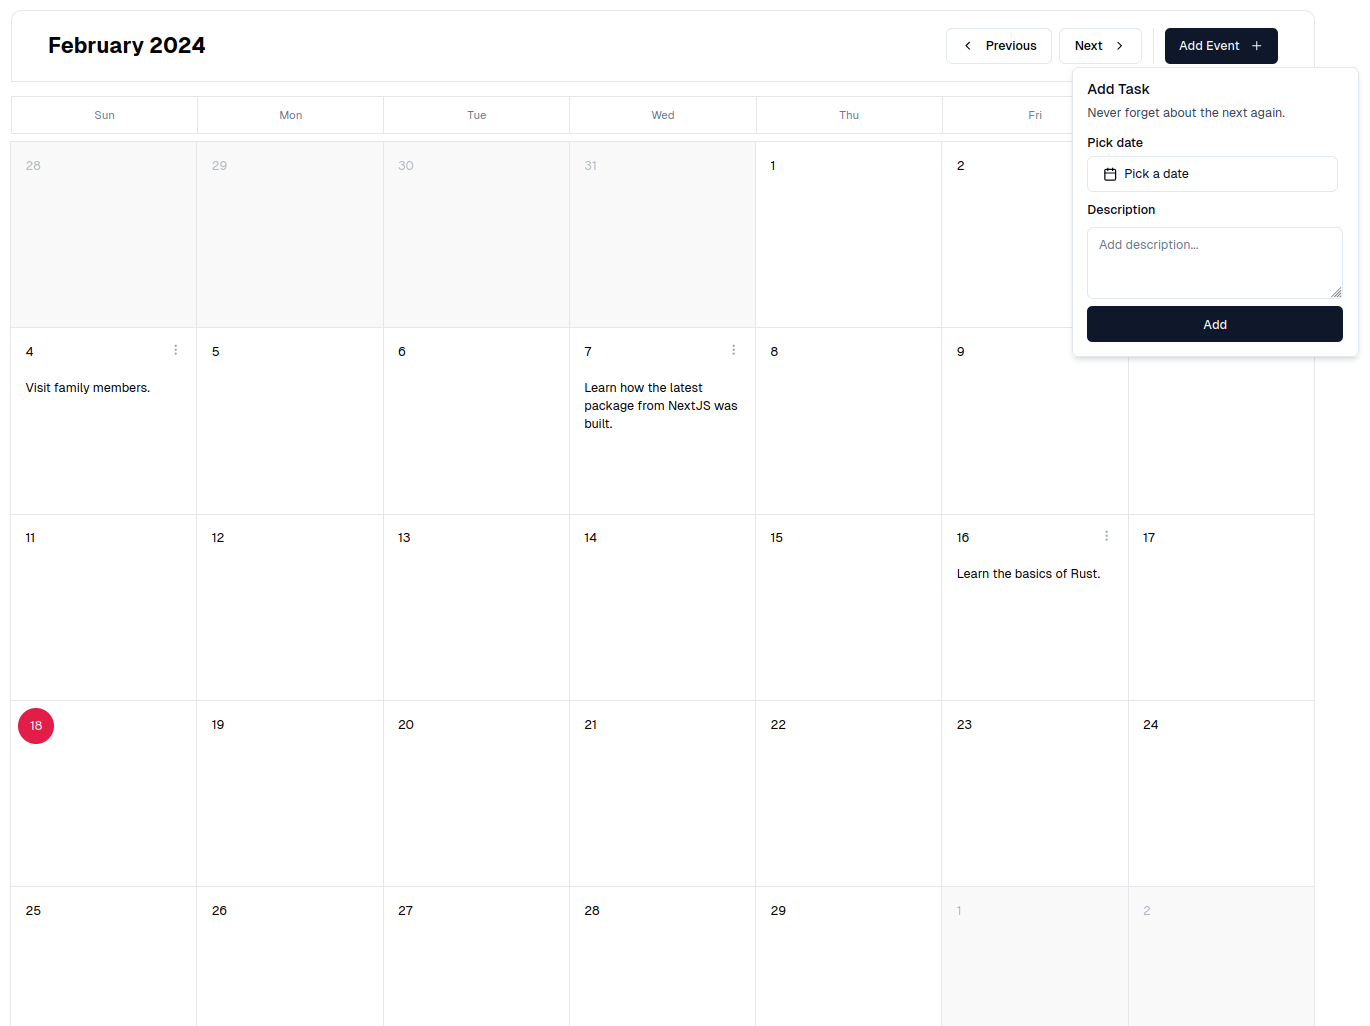 February 2024
Previous
Next
Add Event
Add Task
Never forget about the next again.
Pick date
Pick a date
Description
Add description...
Add
Sun Mon Tue Wed Thu Fri
28 29 30 31 1 2
4 5 6 7 8 9
Visit family members.
Learn how the latest
package from NextJS was
built.
11 12 13 14 15 16 17
Learn the basics of Rust.
18 19 20 21 22 23 24
25 26 27 28 29 1 2